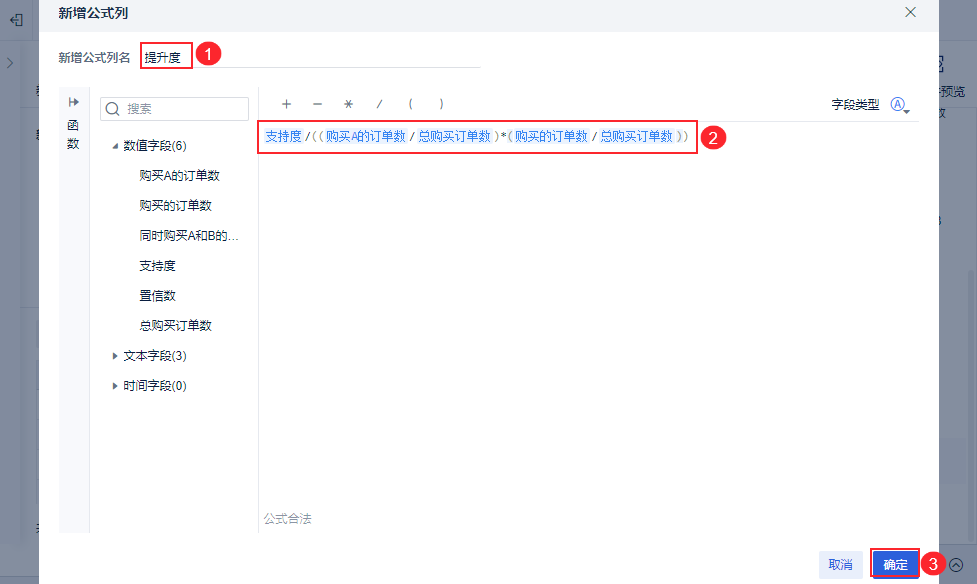 新增公式列
新增公式列名 提升度 1
函数
搜索
+ − * / ( )
字段类型 A
支持度/((购买A的订单数/总购买订单数)*(购买的订单数/总购买订单数)) 2
数值字段(6)
购买A的订单数
购买的订单数
同时购买A和B的...
支持度
置信数
总购买订单数
文本字段(3)
时间字段(0)
公式合法
取消 确定 3
预览